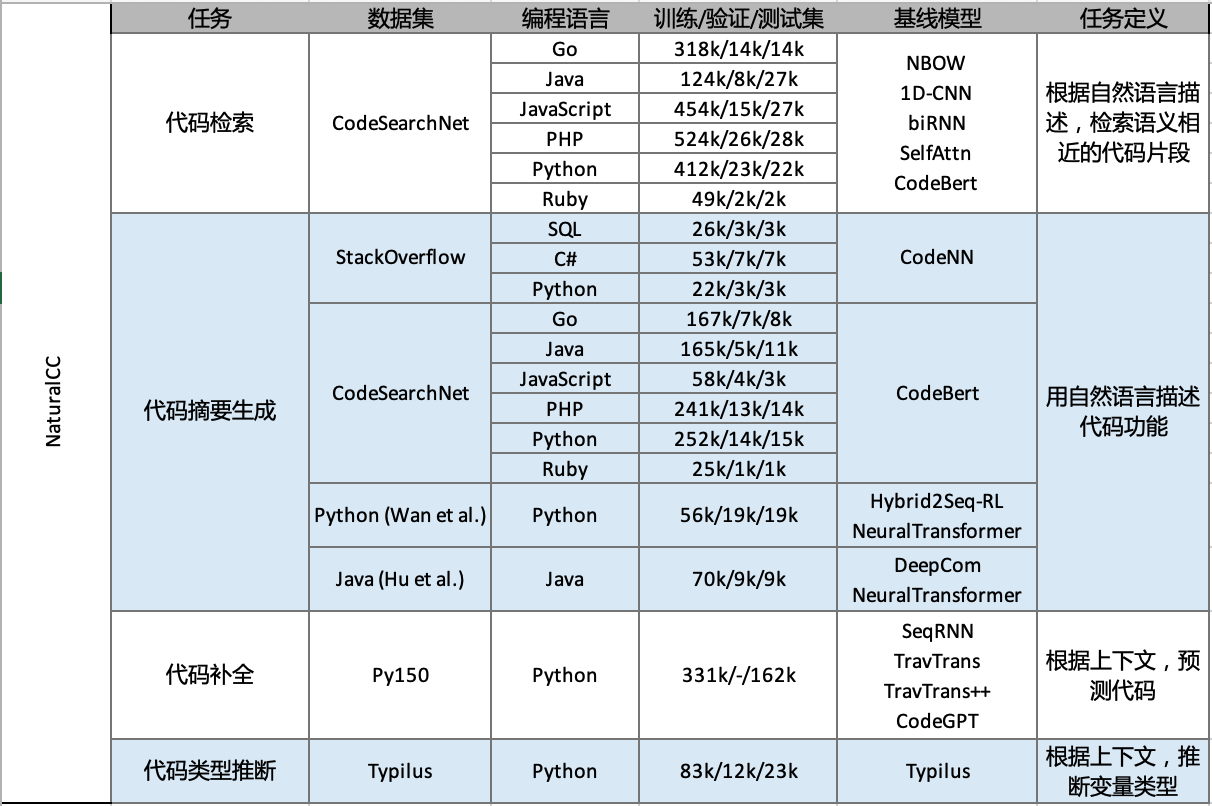 任务 数据集 编程语言 训练/验证/测试集 基线模型 任务定义
NaturalCC
代码检索
CodeSearchNet
Go 318k/14k/14k
Java 124k/8k/27k
JavaScript 454k/15k/27k
PHP 524k/26k/28k
Python 412k/23k/22k
Ruby 49k/2k/2k
NBOW
1D-CNN
biRNN
SelfAttn
CodeBert
根据自然语言描
述，检索语义相
近的代码片段
代码摘要生成
StackOverflow
SQL 26k/3k/3k
C# 53k/7k/7k
Python 22k/3k/3k
CodeNN
CodeSearchNet
Go 167k/7k/8k
Java 165k/5k/11k
JavaScript 58k/4k/3k
PHP 241k/13k/14k
Python 252k/14k/15k
Ruby 25k/1k/1k
CodeBert
Python (Wan et al.) Python 56k/19k/19k
Hybrid2Seq-RL
NeuralTransformer
Java (Hu et al.) Java 70k/9k/9k
DeepCom
NeuralTransformer
用自然语言描述
代码功能
代码补全 Py150 Python 331k/-/162k
SeqRNN
TravTrans
TravTrans++
CodeGPT
根据上下文，预
测代码
代码类型推断 Typilus Python 83k/12k/23k Typilus
根据上下文，推
断变量类型